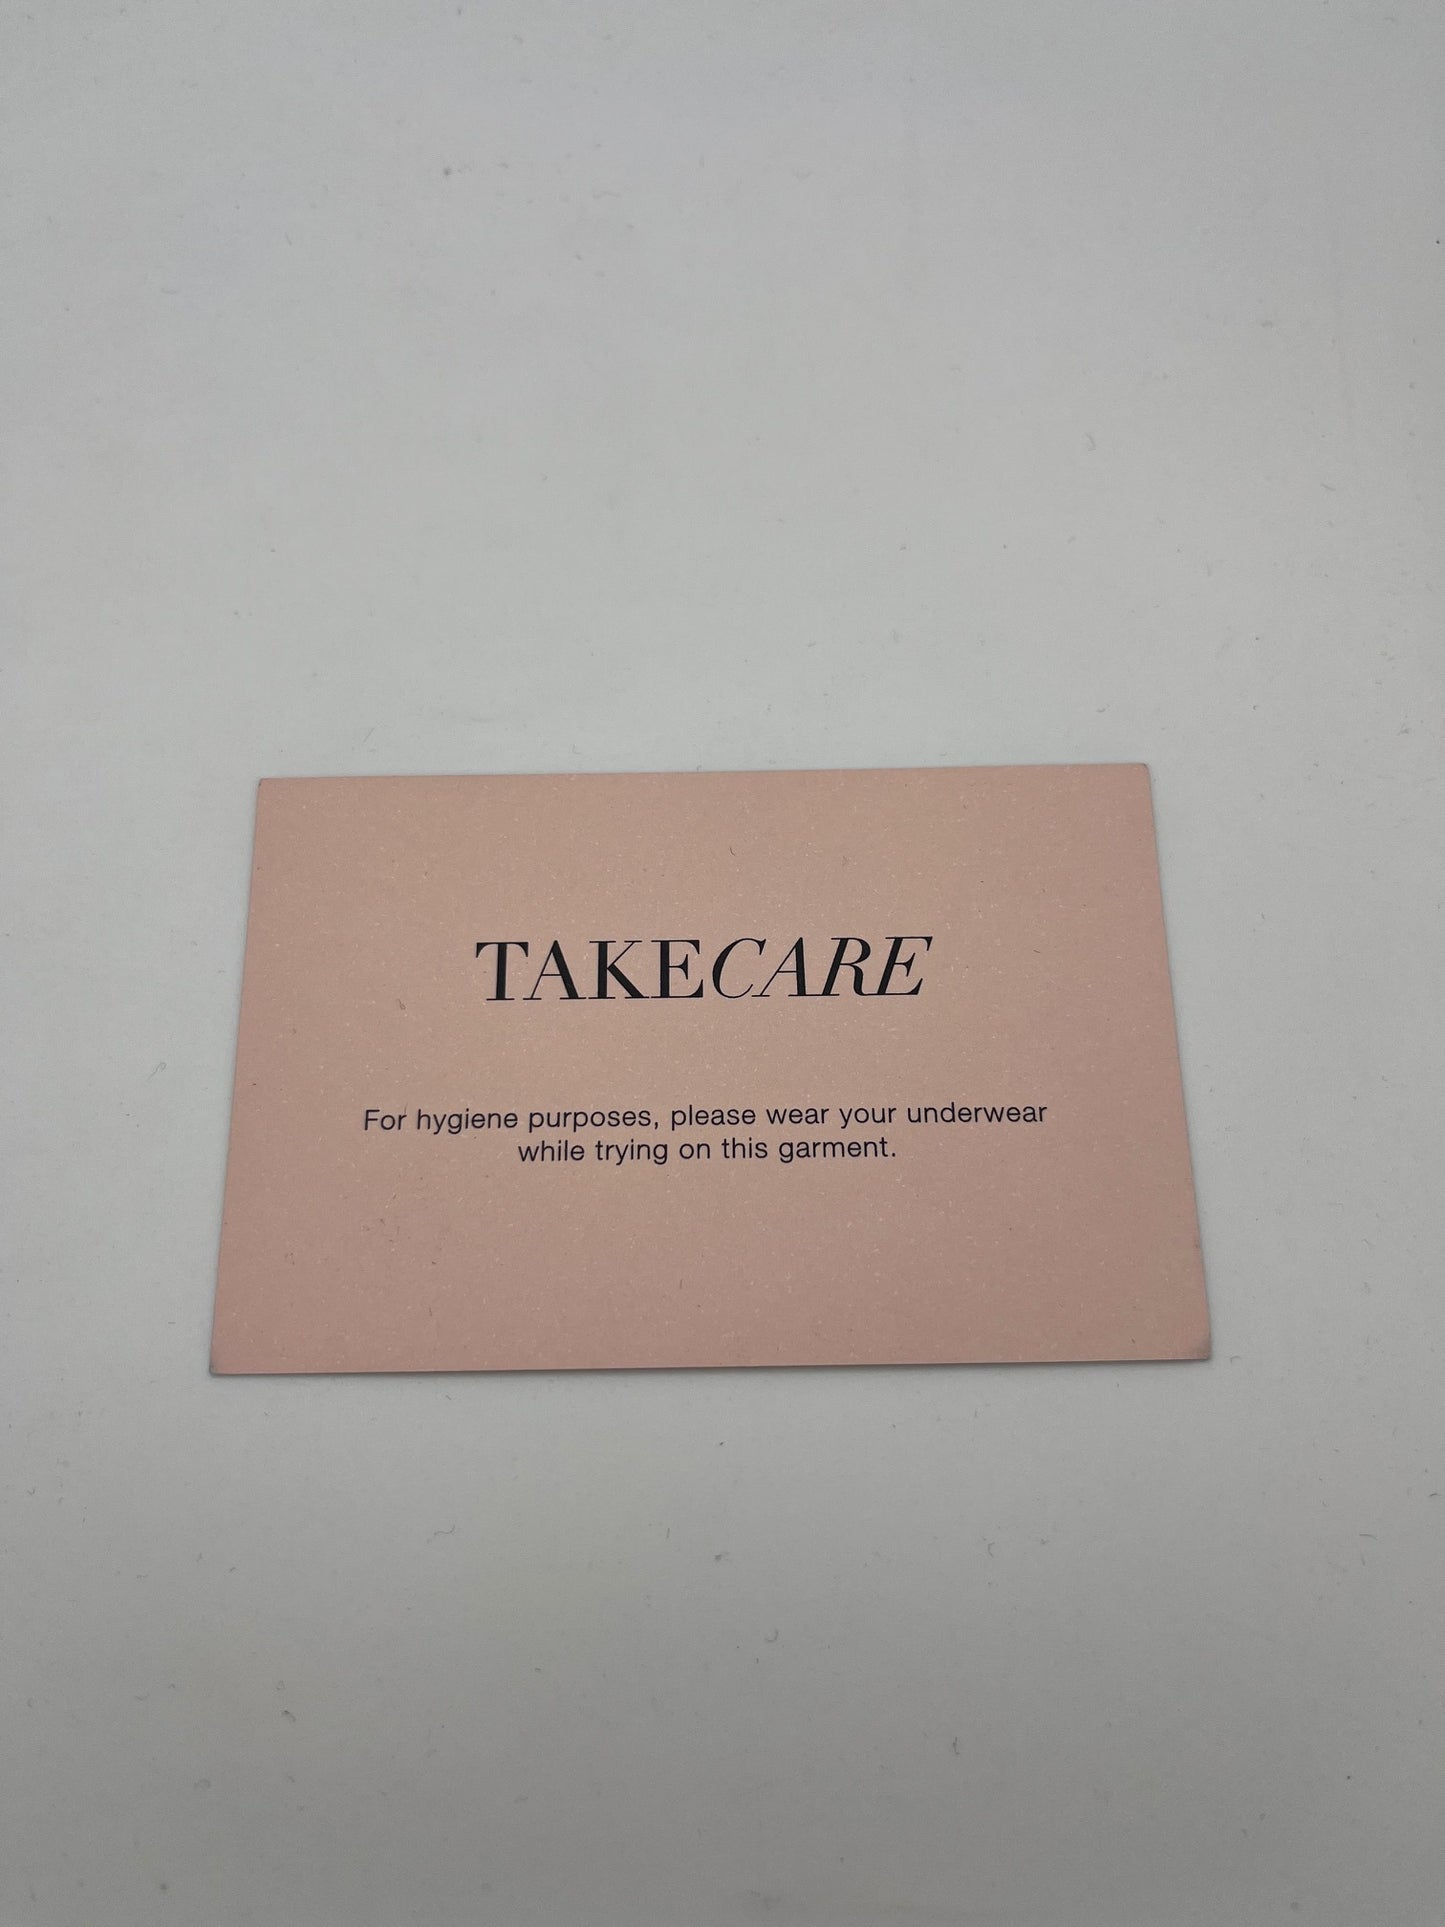 TAKECARE
For hygiene purposes, please wear your underwear
while trying on this garment.